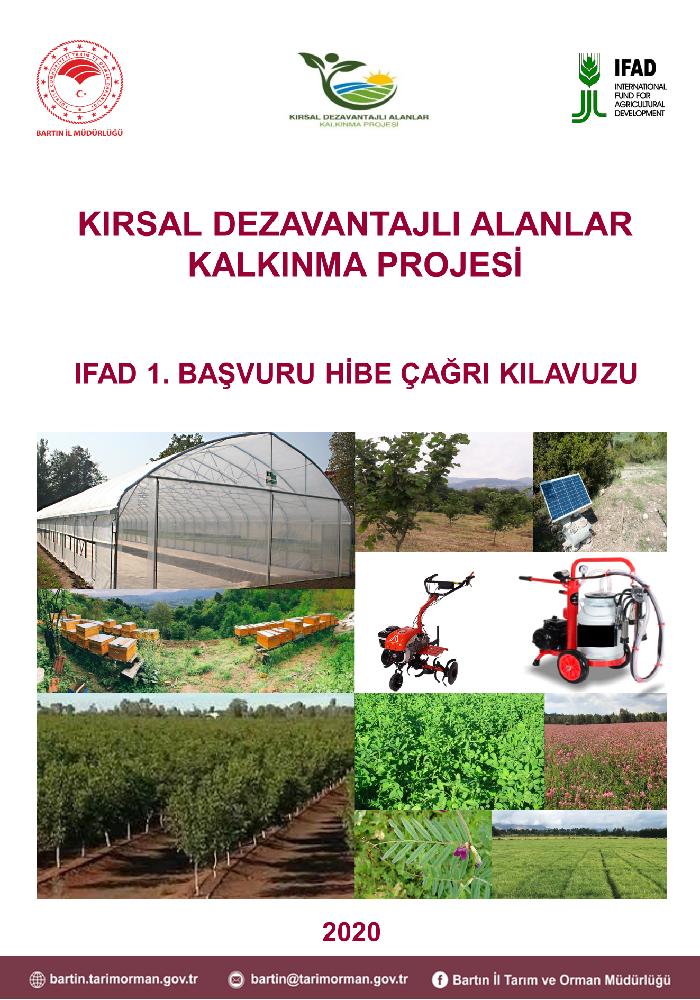 TÜRKİYE CUMHURİYETİ TARIM VE ORMAN BAKANLIĞI
BARTIN İL MÜDÜRLÜĞÜ
KIRSAL DEZAVANTAJLI ALANLAR
KALKINMA PROJESİ
IFAD
INTERNATIONAL
FUND FOR
AGRICULTURAL
DEVELOPMENT
KIRSAL DEZAVANTAJLI ALANLAR
KALKINMA PROJESİ
IFAD 1. BAŞVURU HİBE ÇAĞRI KILAVUZU
2020
bartin.tarimorman.gov.tr
bartin@tarimorman.gov.tr
Bartın İl Tarım ve Orman Müdürlüğü